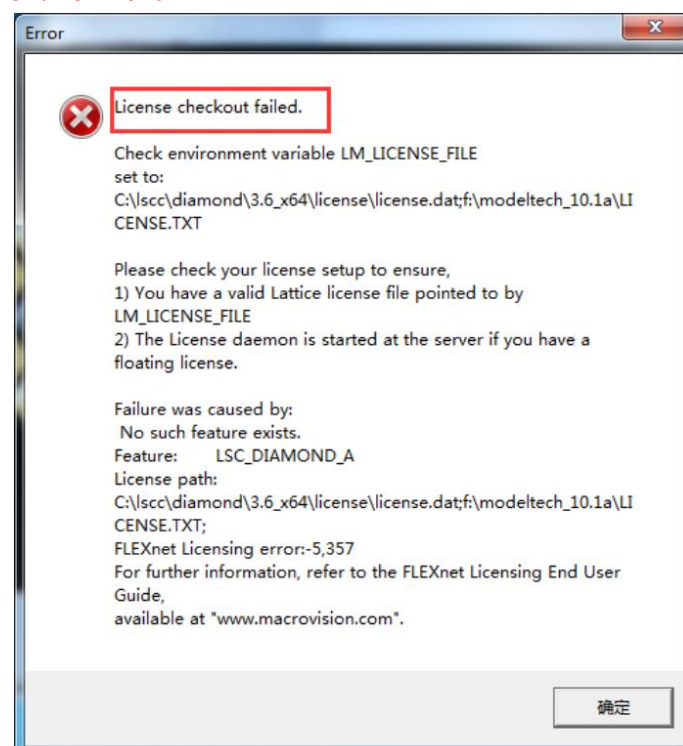 Error
License checkout failed.
Check environment variable LM_LICENSE_FILE
set to:
C:\lscc\diamond\3.6_x64\license\license.dat;f:\modeltech_10.1a\LI
CENSE.TXT
Please check your license setup to ensure,
1) You have a valid Lattice license file pointed to by
LM_LICENSE_FILE
2) The License daemon is started at the server if you have a
floating license.
Failure was caused by:
No such feature exists.
Feature: LSC_DIAMOND_A
License path:
C:\lscc\diamond\3.6_x64\license\license.dat;f:\modeltech_10.1a\LI
CENSE.TXT;
FLEXnet Licensing error:-5,357
For further information, refer to the FLEXnet Licensing End User
Guide,
available at "www.macrovision.com".
确定